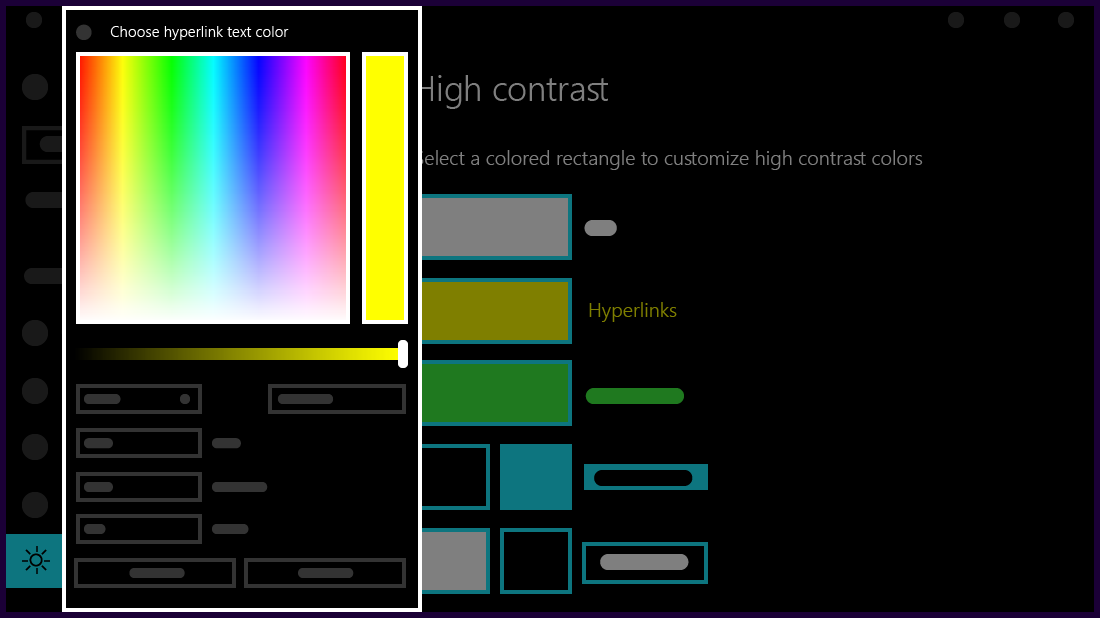 Choose hyperlink text color
High contrast
Select a colored rectangle to customize high contrast colors
Hyperlinks